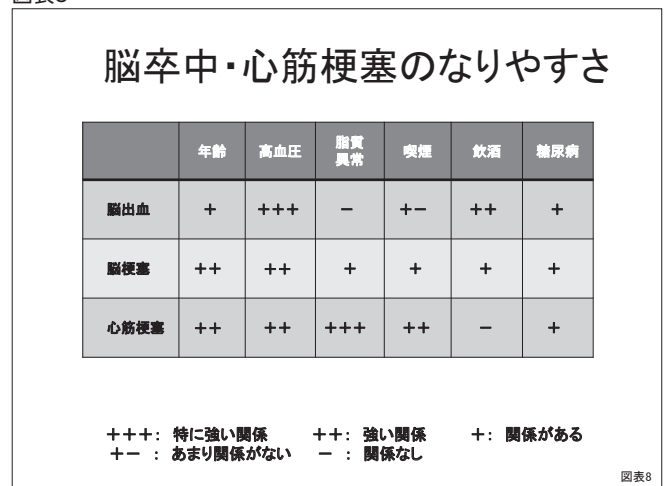 脳卒中・心筋梗塞のなりやすさ
年齢 高血圧 脂質異常 喫煙 飲酒 糖尿病
脳出血 + +++ − +− ++ +
脳梗塞 ++ ++ + + + +
心筋梗塞 ++ ++ +++ ++ − +
+++: 特に強い関係 ++: 強い関係 +: 関係がある
+− : あまり関係がない − : 関係なし
図表8